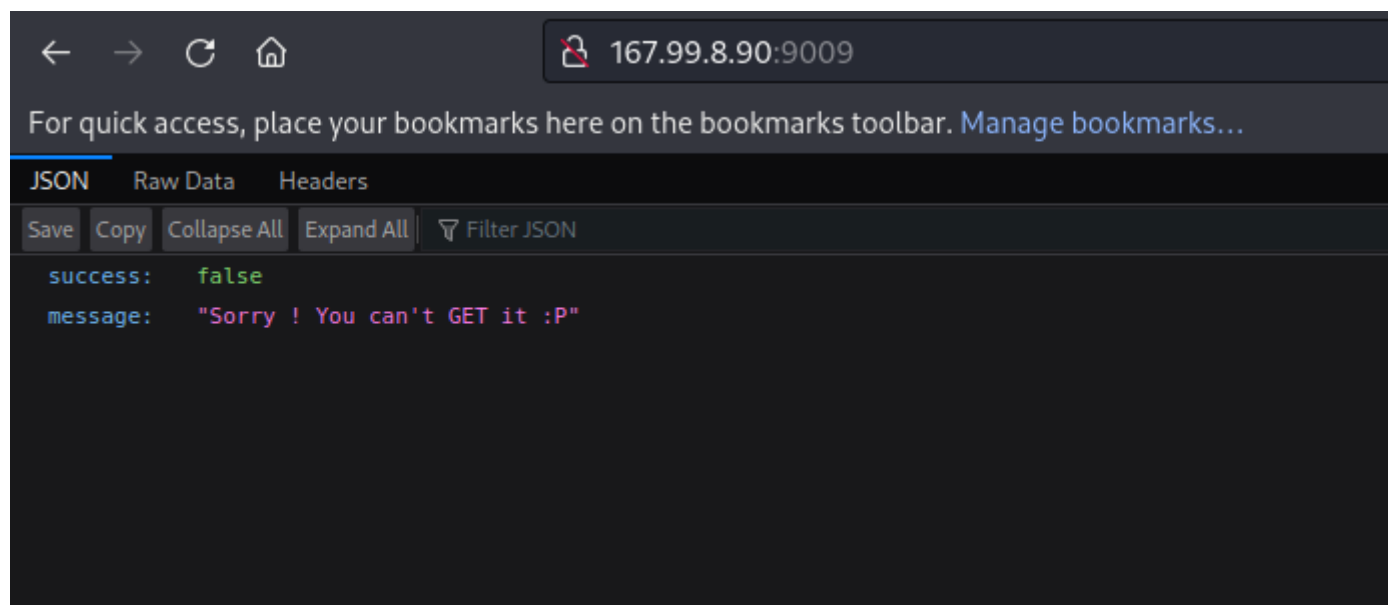 167.99.8.90:9009
For quick access, place your bookmarks here on the bookmarks toolbar. Manage bookmarks...
JSON Raw Data Headers
Save Copy Collapse All Expand All Filter JSON
success: false
message: "Sorry ! You can't GET it :P"